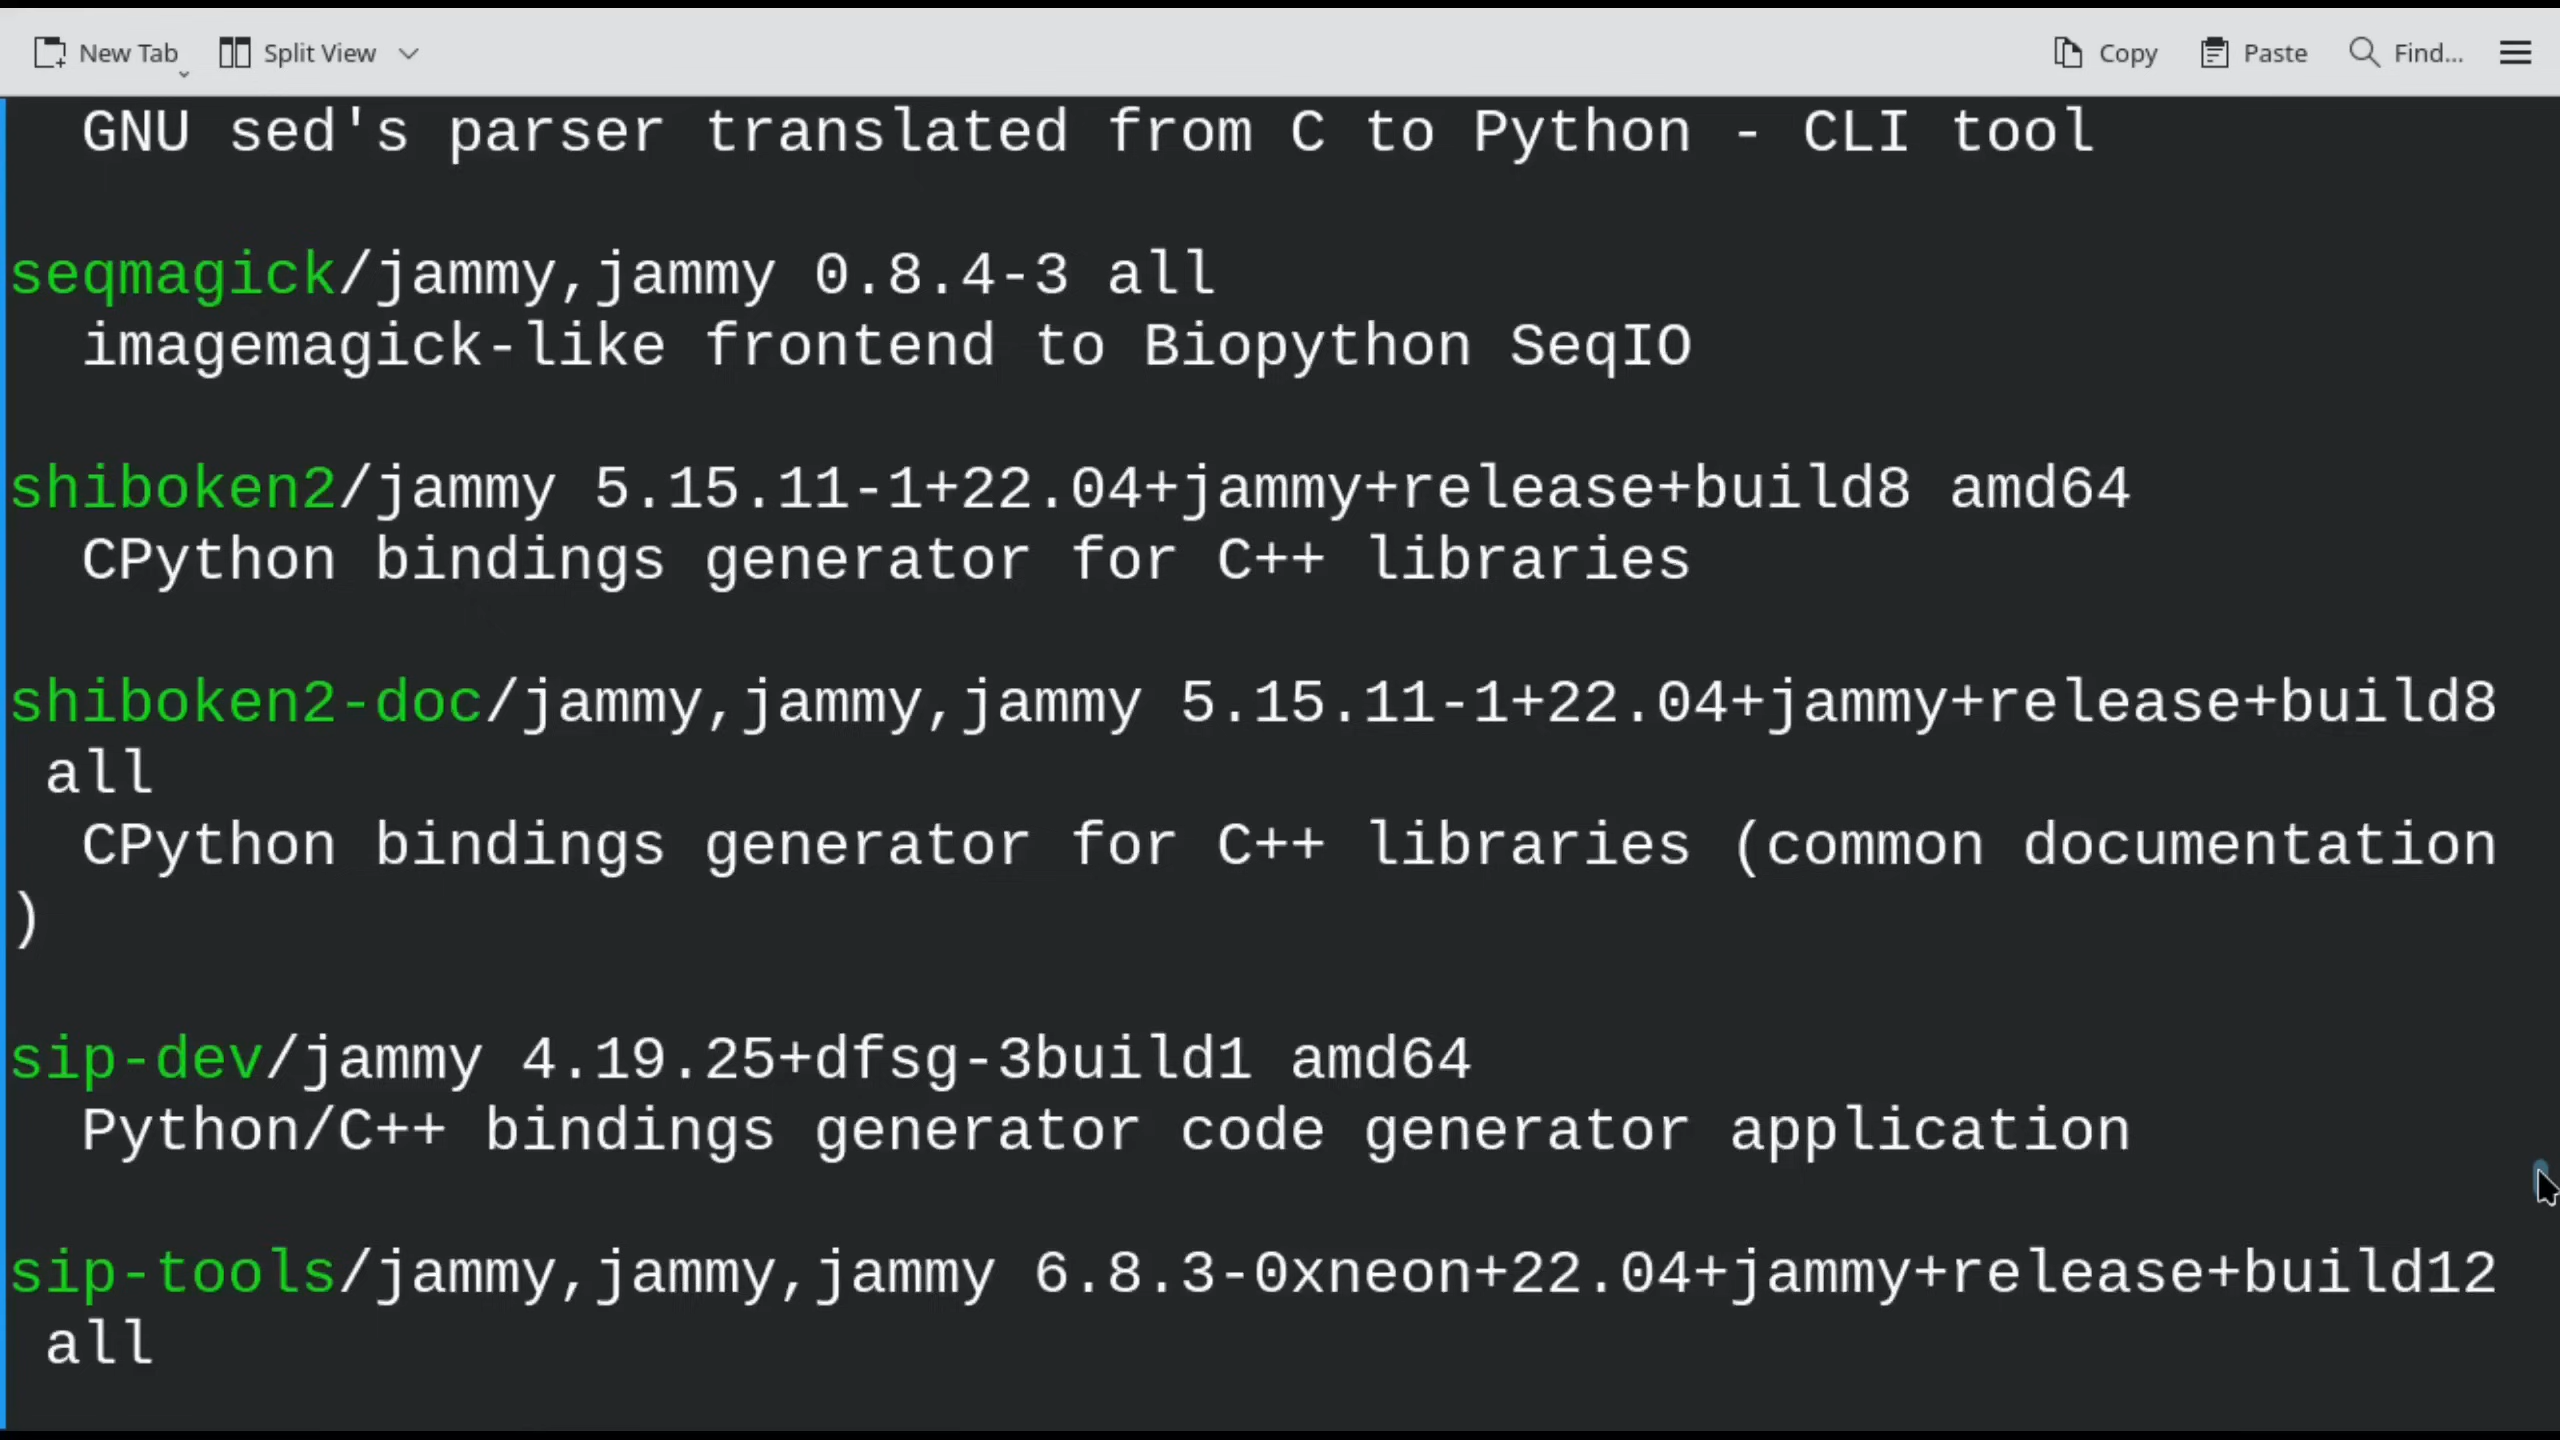 New Tab Split View Copy Paste Find...
GNU sed's parser translated from C to Python - CLI tool
seqmagick/jammy,jammy 0.8.4-3 all
imagemagick-like frontend to Biopython SeqIO
shiboken2/jammy 5.15.11-1+22.04+jammy+release+build8 amd64
CPython bindings generator for C++ libraries
shiboken2-doc/jammy,jammy,jammy 5.15.11-1+22.04+jammy+release+build8
all
CPython bindings generator for C++ libraries (common documentation
)
sip-dev/jammy 4.19.25+dfsg-3build1 amd64
Python/C++ bindings generator code generator application
sip-tools/jammy,jammy,jammy 6.8.3-0xneon+22.04+jammy+release+build12
all